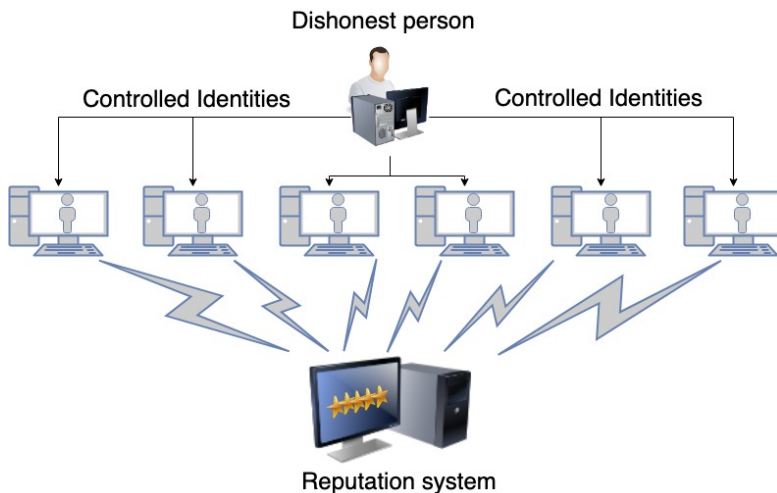 Dishonest person
Controlled Identities
Controlled Identities
Reputation system